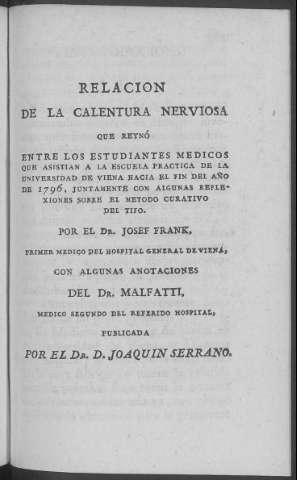 RELACION
DE LA CALENTURA NERVIOSA
QUE REYNÓ
ENTRE LOS ESTUDIANTES MEDICOS
QUE ASISTIAN A LA ESCUELA PRACTICA DE LA
UNIVERSIDAD DE VIENA HACIA EL FIN DEL AÑO
DE 1796, JUNTAMENTE CON ALGUNAS REFLE-
XIONES SOBRE EL METODO CURATIVO
DEL TIFO.
POR EL DR. JOSEF FRANK,
PRIMER MEDICO DEL HOSPITAL GENERAL DE VIENA,
CON ALGUNAS ANOTACIONES
DEL DR. MALFATTI,
MEDICO SEGUNDO DEL REFERIDO HOSPITAL,
PUBLICADA
POR EL DR. D. JOAQUIN SERRANO.